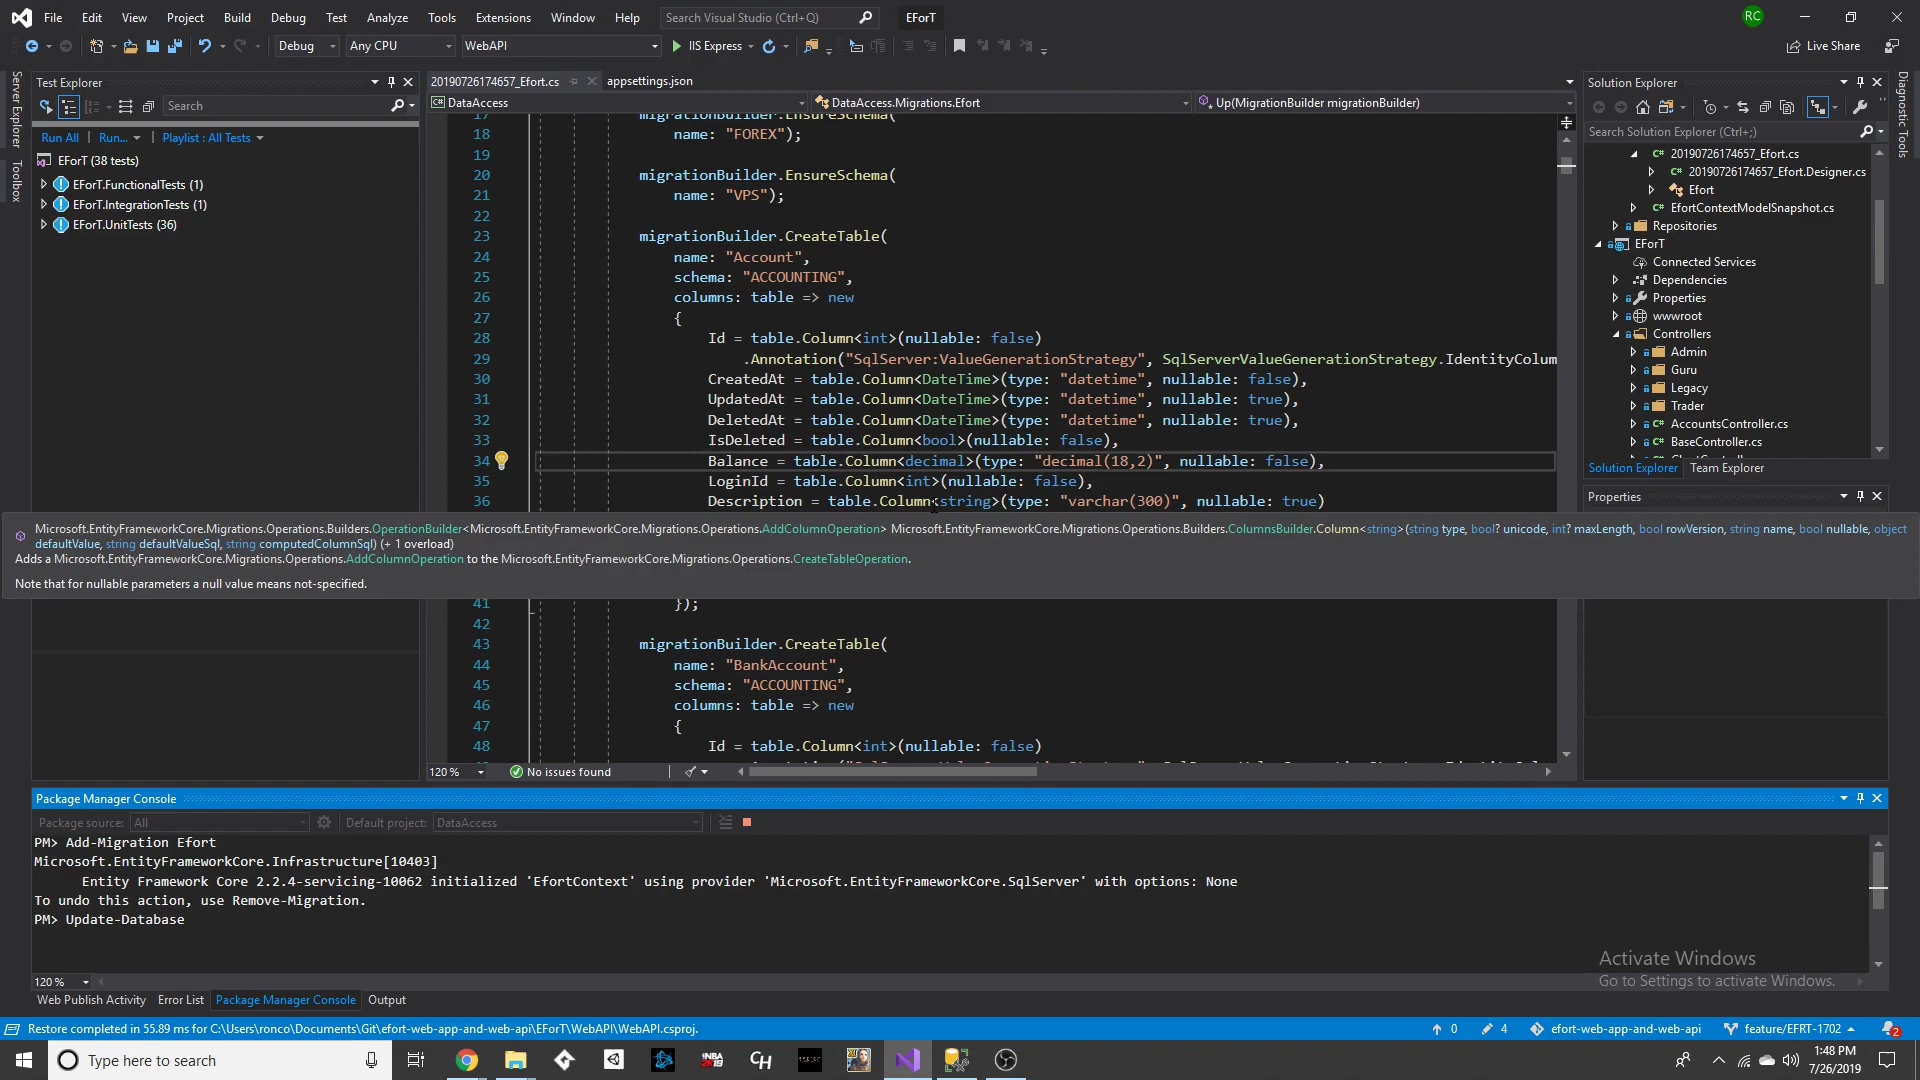 File Edit View Project Build Debug Test Analyze Tools Extensions Window Help Search Visual Studio (Ctrl+Q) EForT RC
Debug Any CPU WebAPI IIS Express Live Share
Server Explorer
Toolbox
Test Explorer
Search
Run All Run... Playlist : All Tests
EForT (38 tests)
EForT.FunctionalTests (1)
EForT.IntegrationTests (1)
EForT.UnitTests (36)
20190726174657_Efort.cs appsettings.json
DataAccess DataAccess.Migrations.Efort Up(MigrationBuilder migrationBuilder)
17 migrationBuilder.EnsureSchema(
18 name: "FOREX");
19
20 migrationBuilder.EnsureSchema(
21 name: "VPS");
22
23 migrationBuilder.CreateTable(
24 name: "Account",
25 schema: "ACCOUNTING",
26 columns: table => new
27 {
28 Id = table.Column<int>(nullable: false)
29 .Annotation("SqlServer:ValueGenerationStrategy", SqlServerValueGenerationStrategy.IdentityColum
30 CreatedAt = table.Column<DateTime>(type: "datetime", nullable: false),
31 UpdatedAt = table.Column<DateTime>(type: "datetime", nullable: true),
32 DeletedAt = table.Column<DateTime>(type: "datetime", nullable: true),
33 IsDeleted = table.Column<bool>(nullable: false),
34 Balance = table.Column<decimal>(type: "decimal(18,2)", nullable: false),
35 LoginId = table.Column<int>(nullable: false),
36 Description = table.Column<string>(type: "varchar(300)", nullable: true)
Microsoft.EntityFrameworkCore.Migrations.Operations.Builders.OperationBuilder<Microsoft.EntityFrameworkCore.Migrations.Operations.AddColumnOperation> Microsoft.EntityFrameworkCore.Migrations.Operations.Builders.ColumnsBuilder.Column<string>(string type, bool? unicode, int? maxLength, bool rowVersion, string name, bool nullable, object
defaultValue, string defaultValueSql, string computedColumnSql) (+ 1 overload)
Adds a Microsoft.EntityFrameworkCore.Migrations.Operations.AddColumnOperation to the Microsoft.EntityFrameworkCore.Migrations.Operations.CreateTableOperation.
Note that for nullable parameters a null value means not-specified.
41 });
42
43 migrationBuilder.CreateTable(
44 name: "BankAccount",
45 schema: "ACCOUNTING",
46 columns: table => new
47 {
48 Id = table.Column<int>(nullable: false)
120 % No issues found
Solution Explorer
Search Solution Explorer (Ctrl+;)
C# 20190726174657_Efort.cs
C# 20190726174657_Efort.Designer.cs
Efort
C# EfortContextModelSnapshot.cs
Repositories
EForT
Connected Services
Dependencies
Properties
wwwroot
Controllers
Admin
Guru
Legacy
Trader
C# AccountsController.cs
C# BaseController.cs
Solution Explorer Team Explorer
Properties
Diagnostic Tools
Package Manager Console
Package source: All Default project: DataAccess
PM> Add-Migration Efort
Microsoft.EntityFrameworkCore.Infrastructure[10403]
Entity Framework Core 2.2.4-servicing-10062 initialized 'EfortContext' using provider 'Microsoft.EntityFrameworkCore.SqlServer' with options: None
To undo this action, use Remove-Migration.
PM> Update-Database
Activate Windows
Go to Settings to activate Windows.
120 %
Web Publish Activity Error List Package Manager Console Output
Restore completed in 55.89 ms for C:\Users\ronco\Documents\Git\efort-web-app-and-web-api\EForT\WebAPI\WebAPI.csproj. 0 4 efort-web-app-and-web-api feature/EFRT-1702 2
Type here to search 1:48 PM
7/26/2019